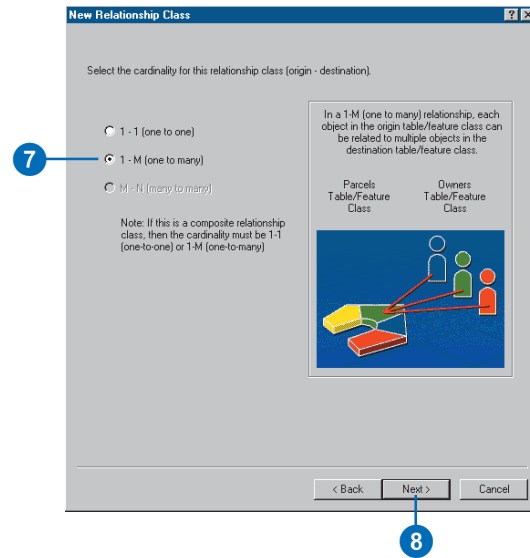 New Relationship Class
Select the cardinality for this relationship class (origin - destination).
1 - 1 (one to one)
7
1 - M (one to many)
M - N (many to many)
Note: If this is a composite relationship
class, then the cardinality must be 1-1
(one-to-one) or 1-M (one-to-many)
In a 1-M (one to many) relationship, each
object in the origin table/feature class can
be related to multiple objects in the
destination table/feature class.
Parcels
Table/Feature
Class
Owners
Table/Feature
Class
< Back
Next >
Cancel
8